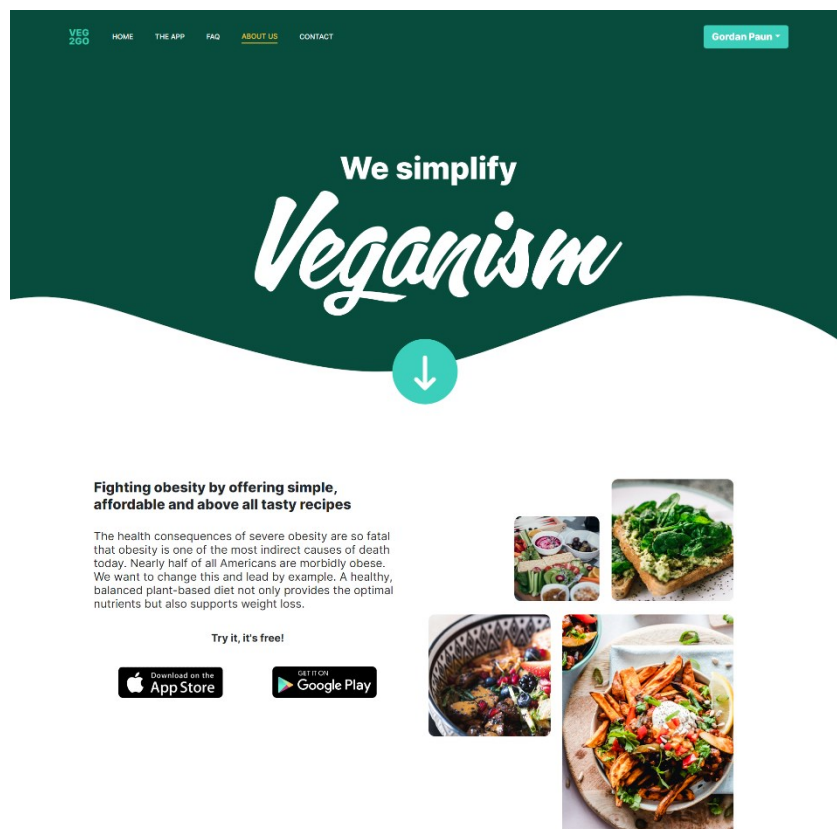 VEG
2GO
HOME THE APP FAQ ABOUT US CONTACT
Gordan Paun
We simplify
Veganism
Fighting obesity by offering simple,
affordable and above all tasty recipes
The health consequences of severe obesity are so fatal
that obesity is one of the most indirect causes of death
today. Nearly half of all Americans are morbidly obese.
We want to change this and lead by example. A healthy,
balanced plant-based diet not only provides the optimal
nutrients but also supports weight loss.
Try it, it's free!
Download on the
App Store
GET IT ON
Google Play